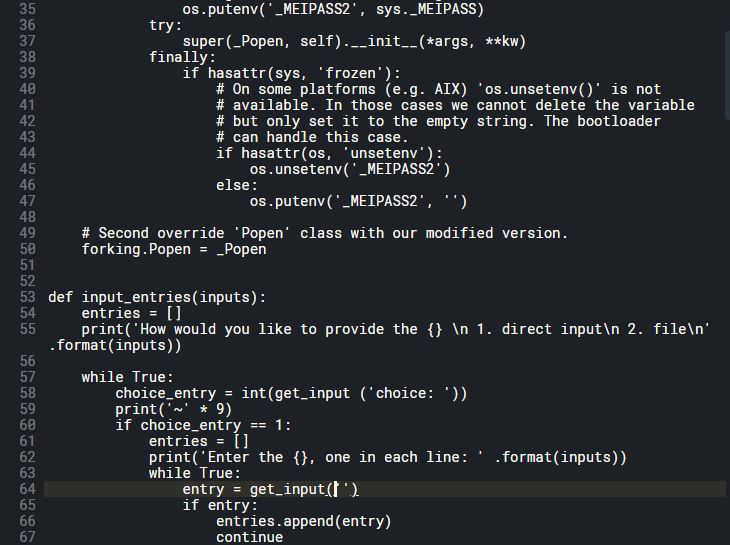 35 os.putenv('_MEIPASS2', sys._MEIPASS)
36 try:
37 super(_Popen, self).__init__(*args, **kw)
38 finally:
39 if hasattr(sys, 'frozen'):
40 # On some platforms (e.g. AIX) 'os.unsetenv()' is not
41 # available. In those cases we cannot delete the variable
42 # but only set it to the empty string. The bootloader
43 # can handle this case.
44 if hasattr(os, 'unsetenv'):
45 os.unsetenv('_MEIPASS2')
46 else:
47 os.putenv('_MEIPASS2', '')
48
49 # Second override 'Popen' class with our modified version.
50 forking.Popen = _Popen
51
52
53 def input_entries(inputs):
54 entries = []
55 print('How would you like to provide the {} \n 1. direct input\n 2. file\n'
.format(inputs))
56
57 while True:
58 choice_entry = int(get_input ('choice: '))
59 print('~' * 9)
60 if choice_entry == 1:
61 entries = []
62 print('Enter the {}, one in each line: ' .format(inputs))
63 while True:
64 entry = get_input('')
65 if entry:
66 entries.append(entry)
67 continue